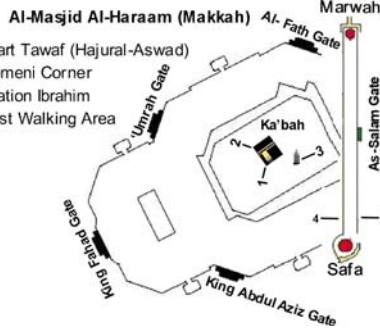 Al-Masjid Al-Haraam (Makkah)
Marwah
Al- Fath Gate
art Tawaf (Hajural-Aswad)
meni Corner
ation Ibrahim
st Walking Area
'Umrah Gate
As-Salam Gate
Ka'bah
2
3
1
4
King Fahad Gate
Safa
King Abdul Aziz Gate